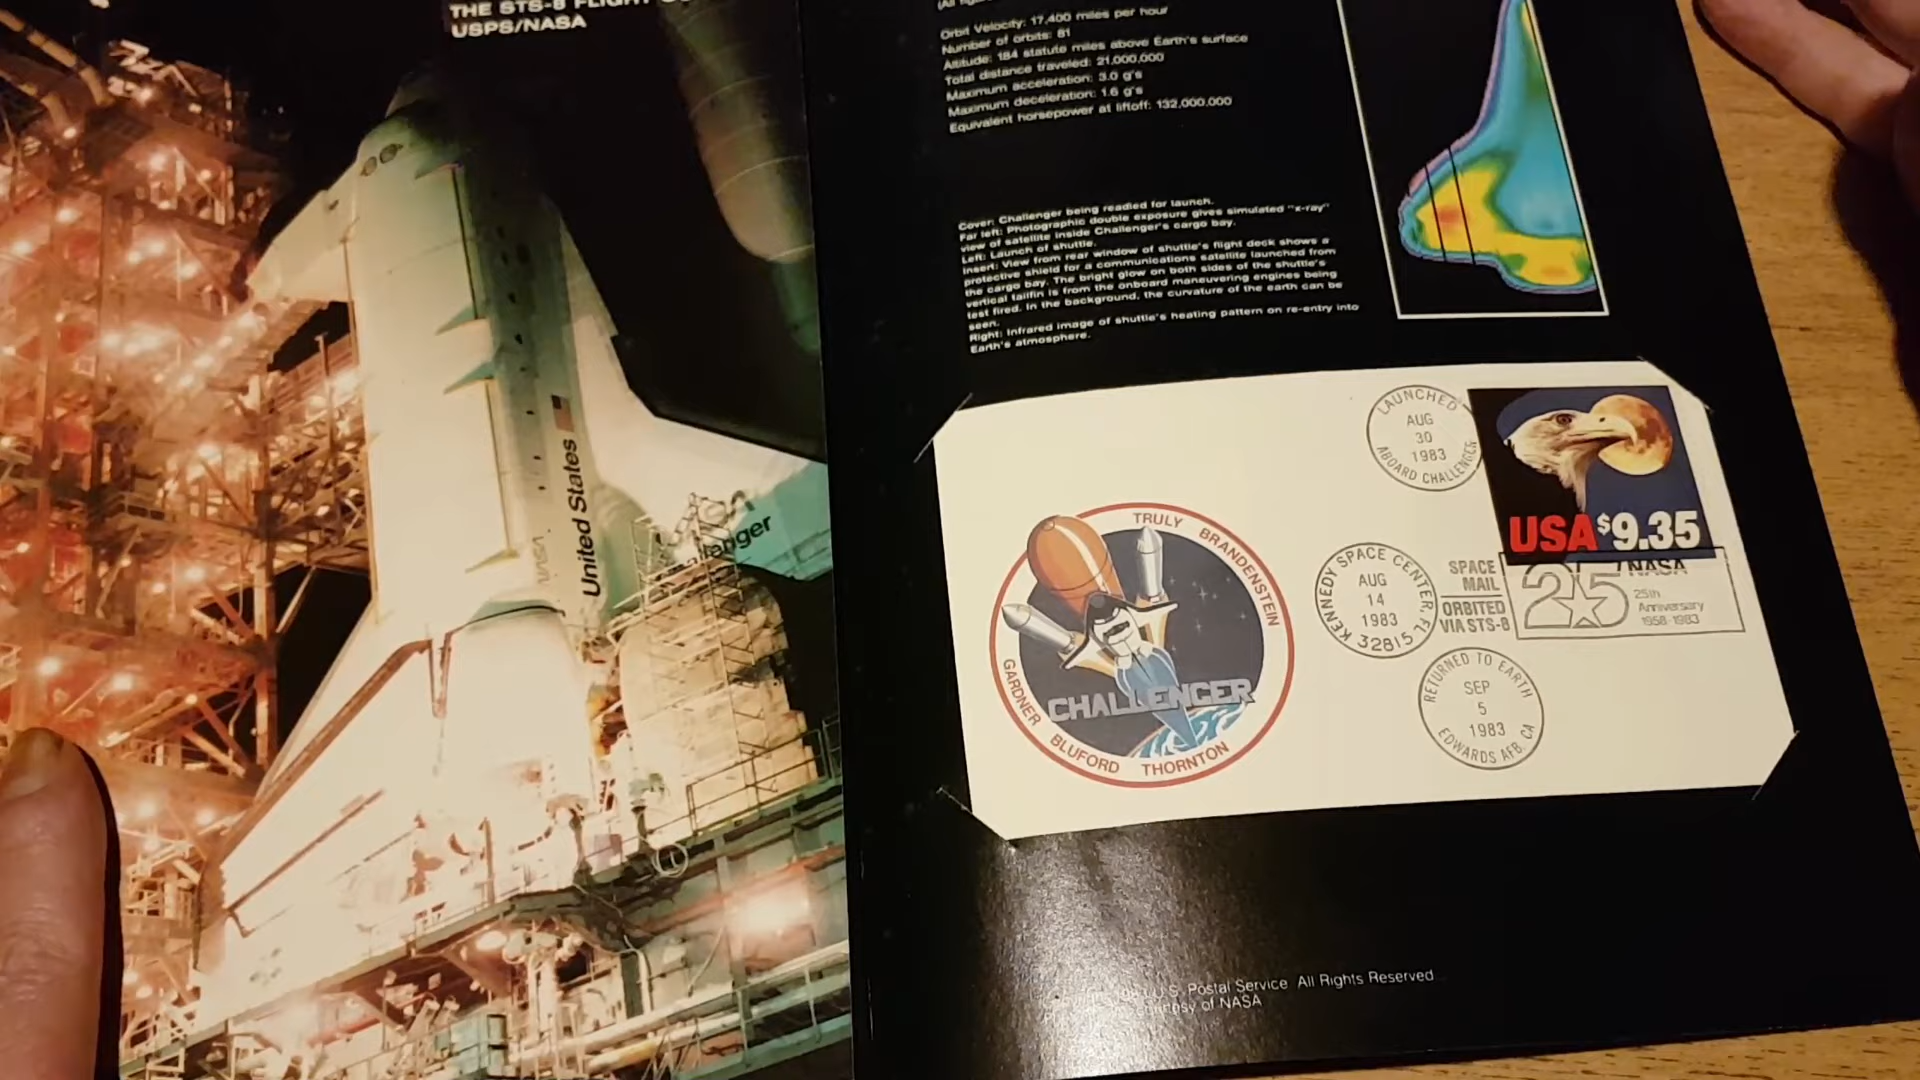 THE STS-8 FLIGHT
USPS/NASA
United States
NASA
Challenger
Orbit Velocity: 17,400 miles per hour
Number of orbits: 81
Altitude: 184 statute miles above Earth's surface
Total distance traveled: 21,000,000
Maximum acceleration: 3.0 g's
Maximum deceleration: 1.6 g's
Equivalent horsepower at liftoff: 132,000,000
Cover: Challenger being readied for launch.
Far left: Photographic double exposure gives simulated "x-ray"
view of satellite inside Challenger's cargo bay.
Left: Launch of shuttle.
Insert: View from rear window of shuttle's flight deck shows a
protective shield for a communications satellite launched from
the cargo bay. The bright glow on both sides of the shuttle's
vertical tailfin is from the onboard maneuvering engines being
test fired. In the background, the curvature of the earth can be
seen.
Right: Infrared image of shuttle's heating pattern on re-entry into
Earth's atmosphere.
LAUNCHED
AUG
30
1983
ABOARD CHALLENGER
USA $9.35
TRULY BRANDENSTEIN
GARDNER BLUFORD THORNTON
CHALLENGER
KENNEDY SPACE CENTER, FL
AUG
14
1983
32815
SPACE
MAIL
ORBITED
VIA STS-8
25 NASA
25th
Anniversary
1958-1983
RETURNED TO EARTH
SEP
5
1983
EDWARDS AFB, CA
U.S. Postal Service All Rights Reserved
of NASA